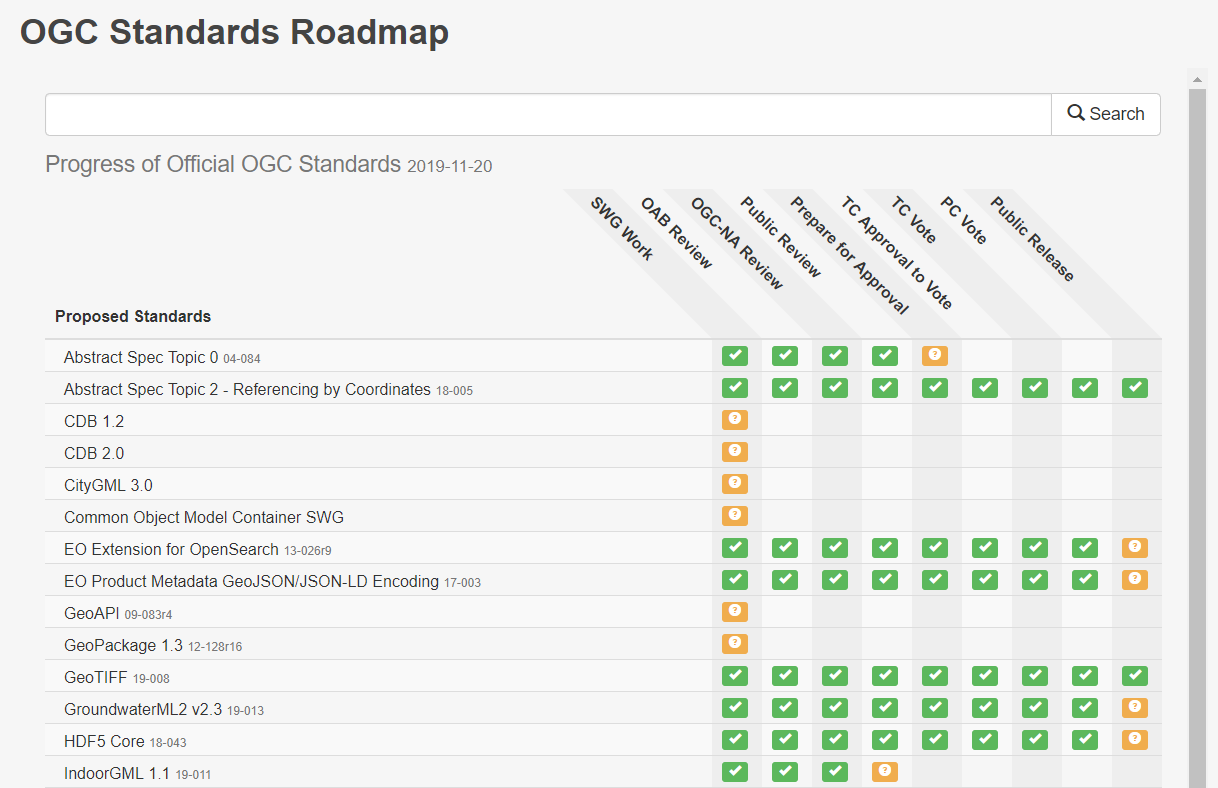 OGC Standards Roadmap
Search
Progress of Official OGC Standards 2019-11-20
SWG Work
OAB Review
OGC-NA Review
Public Review
Prepare for Approval
TC Approval to Vote
TC Vote
PC Vote
Public Release
Proposed Standards
Abstract Spec Topic 0 04-084
Abstract Spec Topic 2 - Referencing by Coordinates 18-005
CDB 1.2
CDB 2.0
CityGML 3.0
Common Object Model Container SWG
EO Extension for OpenSearch 13-026r9
EO Product Metadata GeoJSON/JSON-LD Encoding 17-003
GeoAPI 09-083r4
GeoPackage 1.3 12-128r16
GeoTIFF 19-008
GroundwaterML2 v2.3 19-013
HDF5 Core 18-043
IndoorGML 1.1 19-011